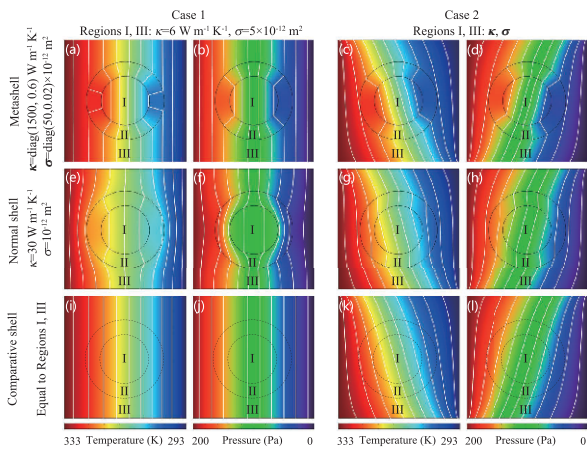 Case 1
Case 2
Regions I, III: κ=6 W m⁻¹ K⁻¹, σ=5×10⁻¹² m²
Regions I, III: κ, σ
Metashell
κ=diag(1500, 0.6) W m⁻¹ K⁻¹
σ=diag(50,0.02)×10⁻¹² m²
(a) I II III
(b) I II III
(c) I II III
(d) I II III
Normal shell
κ=30 W m⁻¹ K⁻¹
σ=10⁻¹² m²
(e) I II III
(f) I II III
(g) I II III
(h) I II III
Comparative shell
Equal to Regions I, III
(i) I II III
(j) I II III
(k) I II III
(l) I II III
333 Temperature (K) 293
200 Pressure (Pa) 0
333 Temperature (K) 293
200 Pressure (Pa) 0